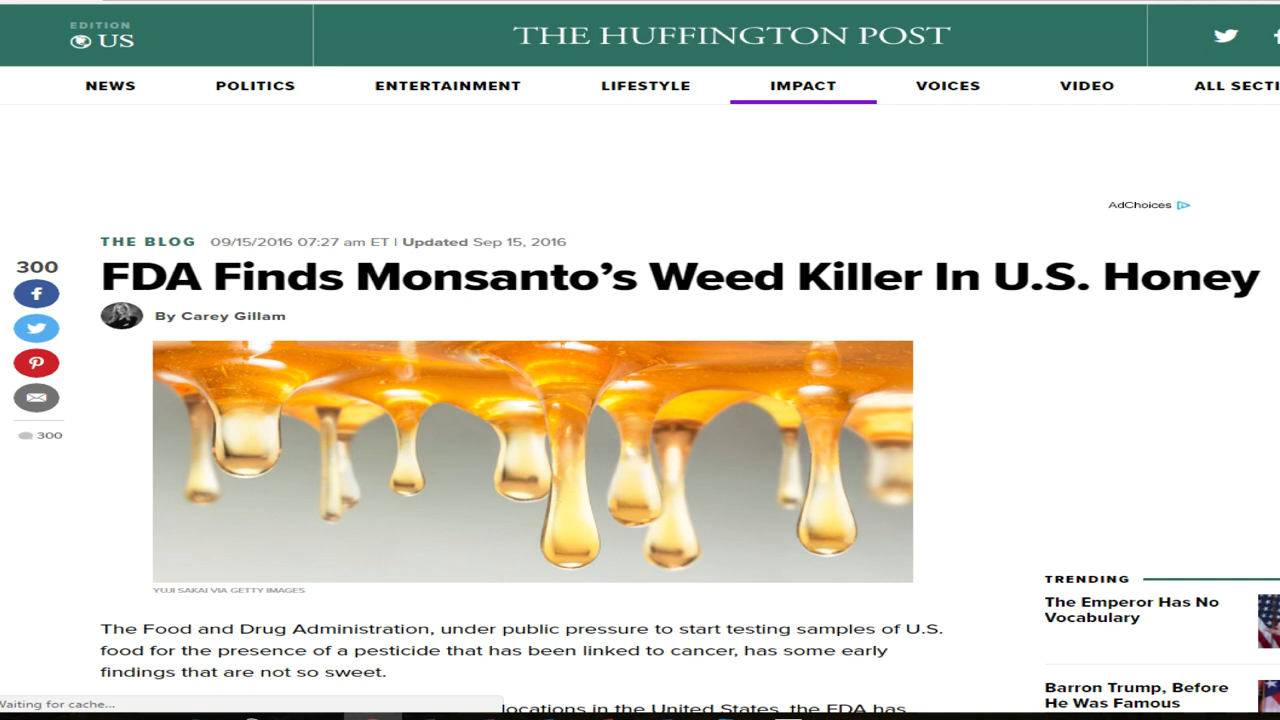 EDITION
US
THE HUFFINGTON POST
NEWS POLITICS ENTERTAINMENT LIFESTYLE IMPACT VOICES VIDEO ALL SECTI
AdChoices
THE BLOG 09/15/2016 07:27 am ET | Updated Sep 15, 2016
300
FDA Finds Monsanto's Weed Killer In U.S. Honey
By Carey Gillam
300
YUJI SAKAI VIA GETTY IMAGES
TRENDING
The Emperor Has No
Vocabulary
The Food and Drug Administration, under public pressure to start testing samples of U.S.
food for the presence of a pesticide that has been linked to cancer, has some early
findings that are not so sweet.
Barron Trump, Before
He Was Famous
Waiting for cache...
locations in the United States, the FDA has